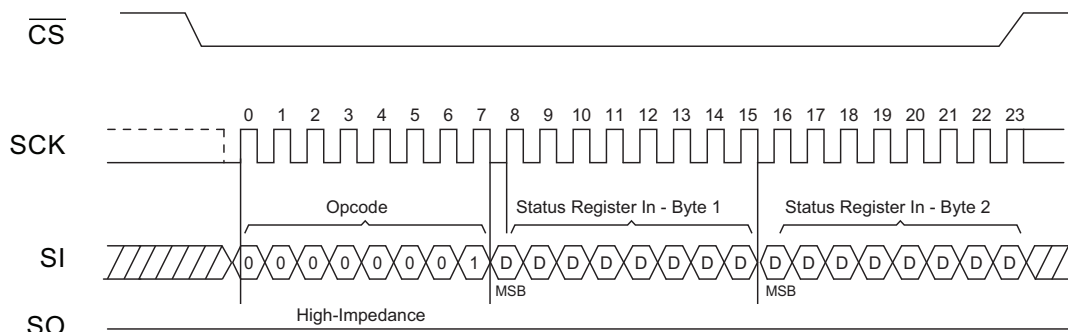 CS
0 1 2 3 4 5 6 7 8 9 10 11 12 13 14 15 16 17 18 19 20 21 22 23
SCK
Opcode Status Register In - Byte 1 Status Register In - Byte 2
SI 0 0 0 0 0 0 0 1 D D D D D D D D D D D D D D D D
MSB MSB
High-Impedance
SO